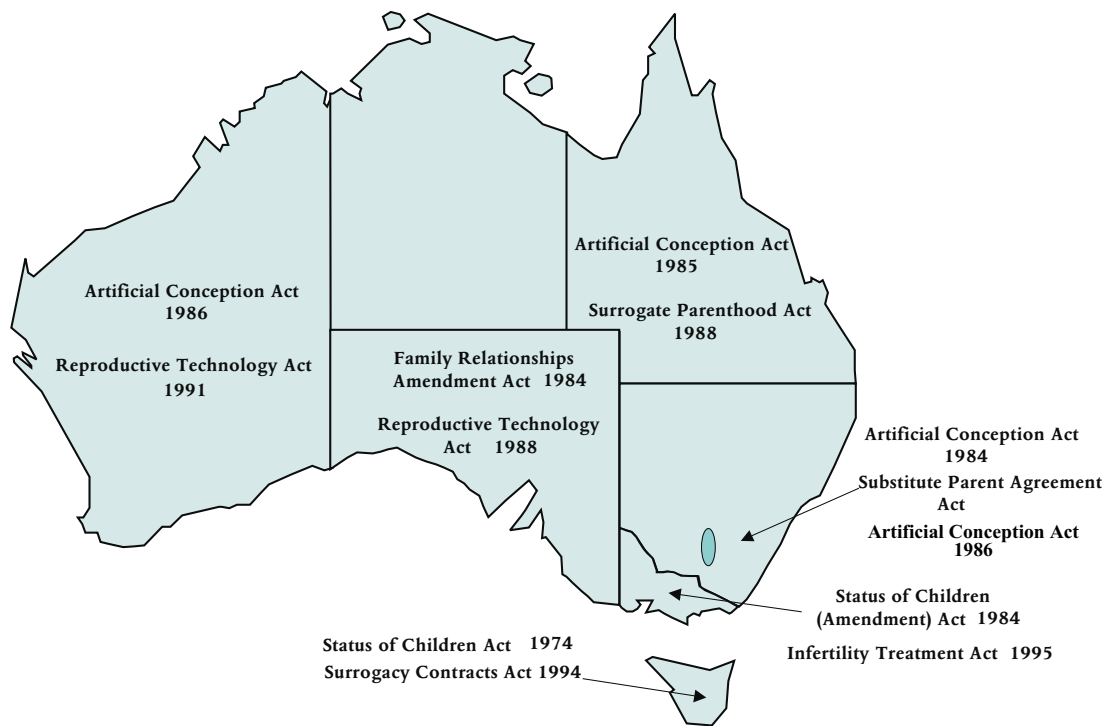 Artificial Conception Act
1985
Surrogate Parenthood Act
1988
Artificial Conception Act
1986
Reproductive Technology Act
1991
Family Relationships
Amendment Act 1984
Reproductive Technology
Act 1988
Artificial Conception Act
1984
Substitute Parent Agreement
Act
Artificial Conception Act
1986
Status of Children
(Amendment) Act 1984
Infertility Treatment Act 1995
Status of Children Act 1974
Surrogacy Contracts Act 1994